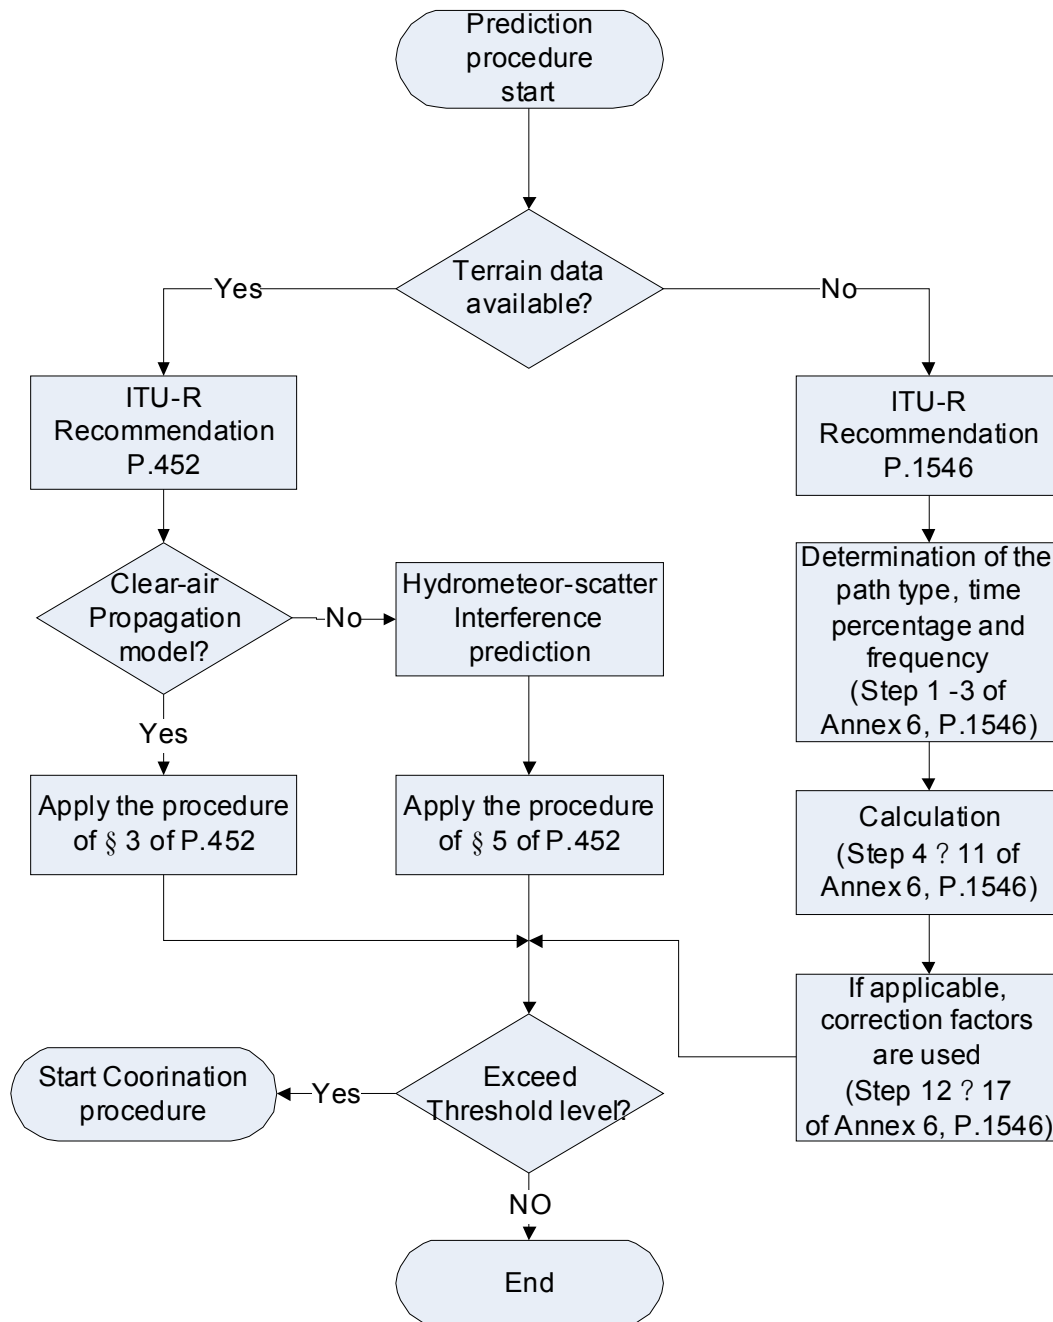 Prediction
procedure
start
Terrain data
available?
Yes
No
ITU-R
Recommendation
P.452
ITU-R
Recommendation
P.1546
Clear-air
Propagation
model?
No
Hydrometeor-scatter
Interference
prediction
Determination of the
path type, time
percentage and
frequency
(Step 1 -3 of
Annex 6, P.1546)
Yes
Apply the procedure
of § 3 of P.452
Apply the procedure
of § 5 of P.452
Calculation
(Step 4 ? 11 of
Annex 6, P.1546)
If applicable,
correction factors
are used
(Step 12 ? 17
of Annex 6, P.1546)
Exceed
Threshold level?
Yes
Start Coorination
procedure
NO
End